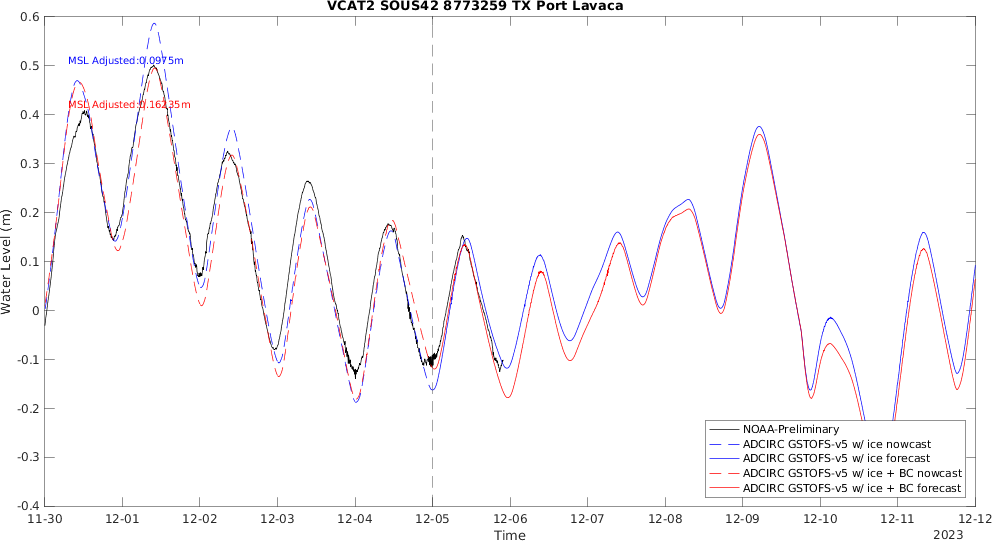 VCAT2 SOUS42 8773259 TX Port Lavaca
0.6
0.5
0.4
0.3
0.2
0.1
0
-0.1
-0.2
-0.3
-0.4
Water Level (m)
MSL Adjusted:0.0975m
MSL Adjusted:0.16235m
NOAA-Preliminary
ADCIRC GSTOFS-v5 w/ ice nowcast
ADCIRC GSTOFS-v5 w/ ice forecast
ADCIRC GSTOFS-v5 w/ ice + BC nowcast
ADCIRC GSTOFS-v5 w/ ice + BC forecast
11-30 12-01 12-02 12-03 12-04 12-05 12-06 12-07 12-08 12-09 12-10 12-11 12-12
Time
2023